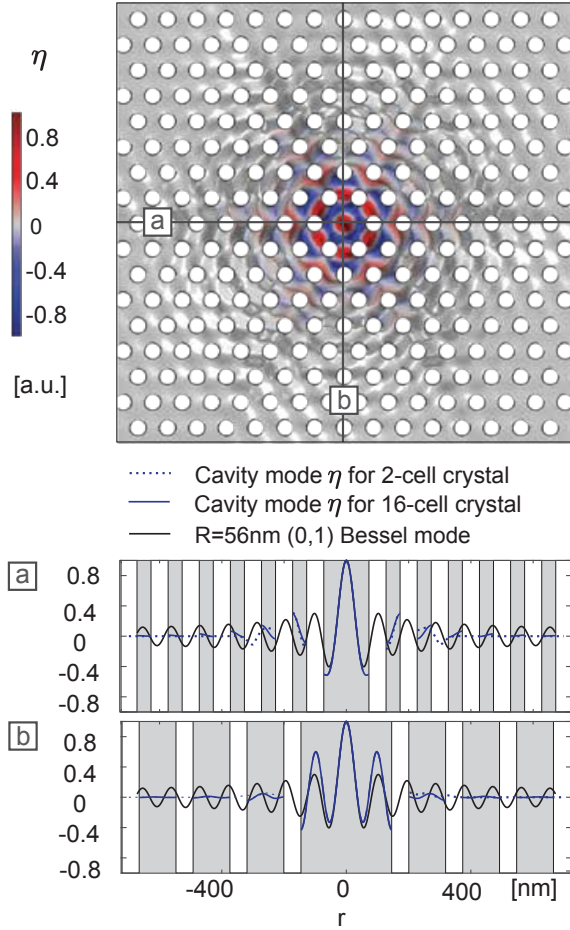 η
0.8
0.4
0
-0.4
-0.8
[a.u.]
a
b
Cavity mode η for 2-cell crystal
Cavity mode η for 16-cell crystal
R=56nm (0,1) Bessel mode
a
0.8
0.4
0
-0.4
-0.8
b
0.8
0.4
0
-0.4
-0.8
-400 0 400 [nm]
r